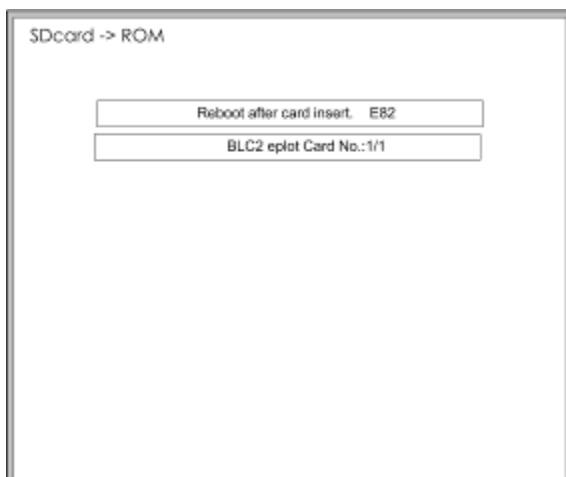 SDcard -> ROM
Reboot after card insert. E82
BLC2 eplot Card No.:1/1